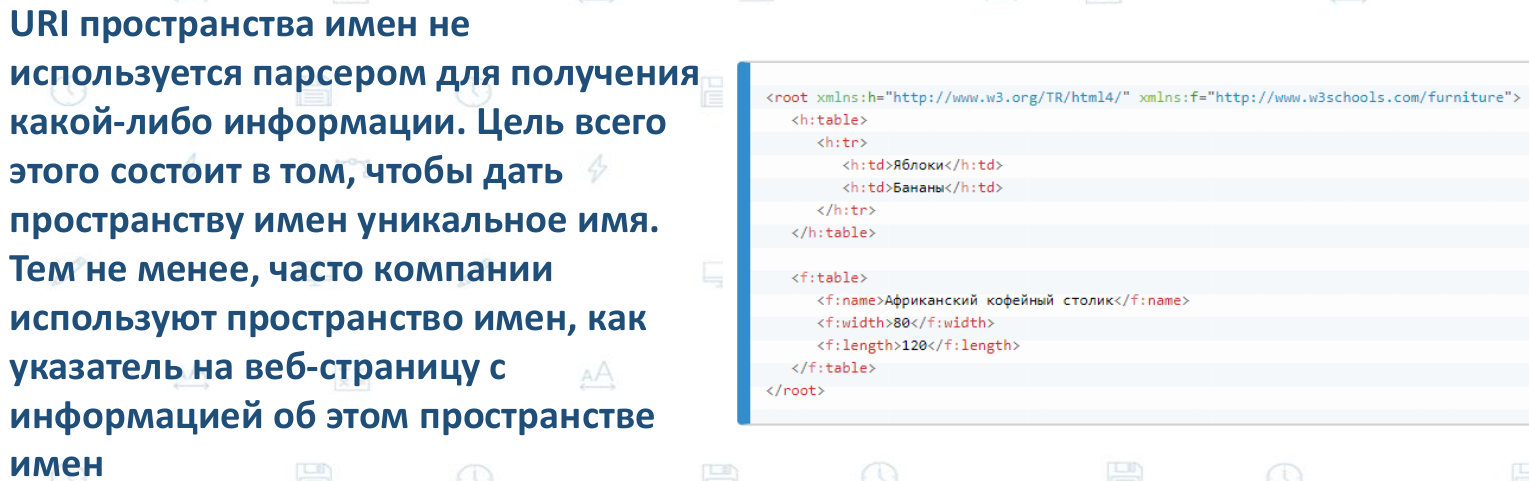 URI пространства имен не
используется парсером для получения
какой-либо информации. Цель всего
этого состоит в том, чтобы дать
пространству имен уникальное имя.
Тем не менее, часто компании
используют пространство имен, как
указатель на веб-страницу с
информацией об этом пространстве
имен
<root xmlns:h="http://www.w3.org/TR/html4/" xmlns:f="http://www.w3schools.com/furniture">
<h:table>
<h:tr>
<h:td>Яблоки</h:td>
<h:td>Бананы</h:td>
</h:tr>
</h:table>
<f:table>
<f:name>Африканский кофейный столик</f:name>
<f:width>80</f:width>
<f:length>120</f:length>
</f:table>
</root>